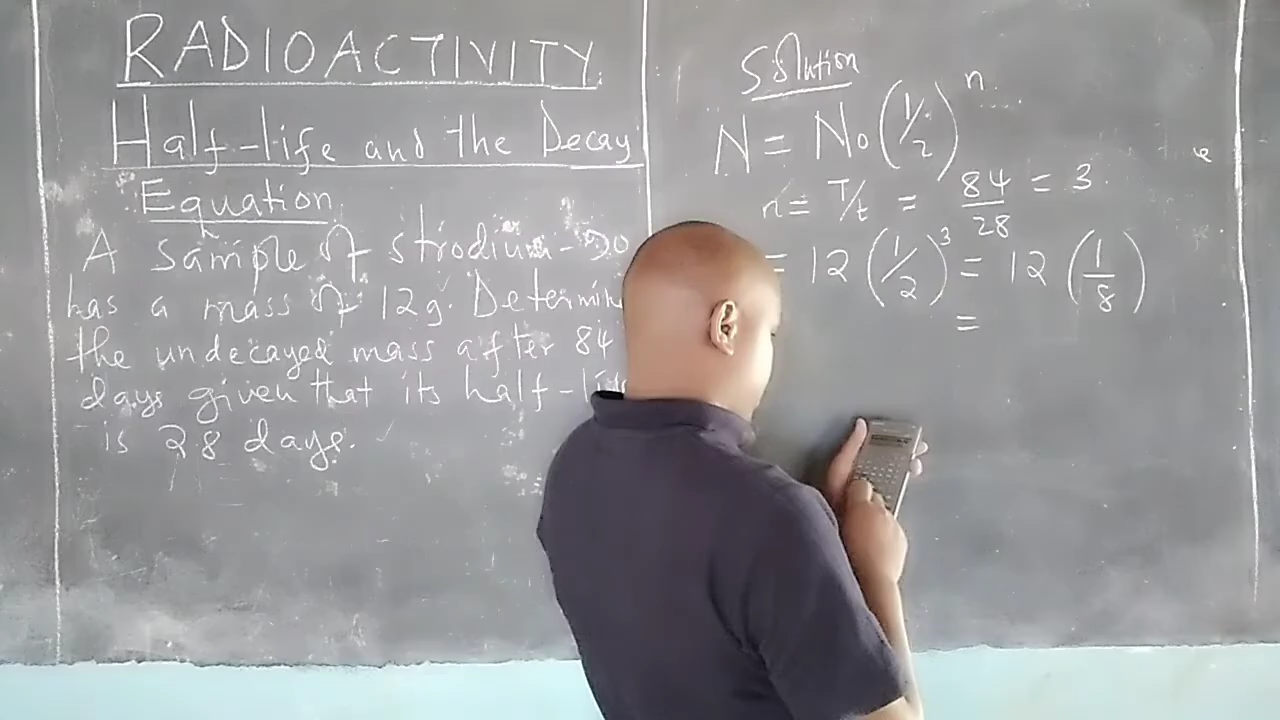 RADIOACTIVITY
Half-life and the Decay
Equation
A sample of strodium-90
has a mass of 12g. Determin
the undecayed mass after 84
days given that its half-li
is 28 days.
Solution
N = No (1/2)^n
n = T/t = 84/28 = 3
= 12 (1/2)^3 = 12 (1/8)
=